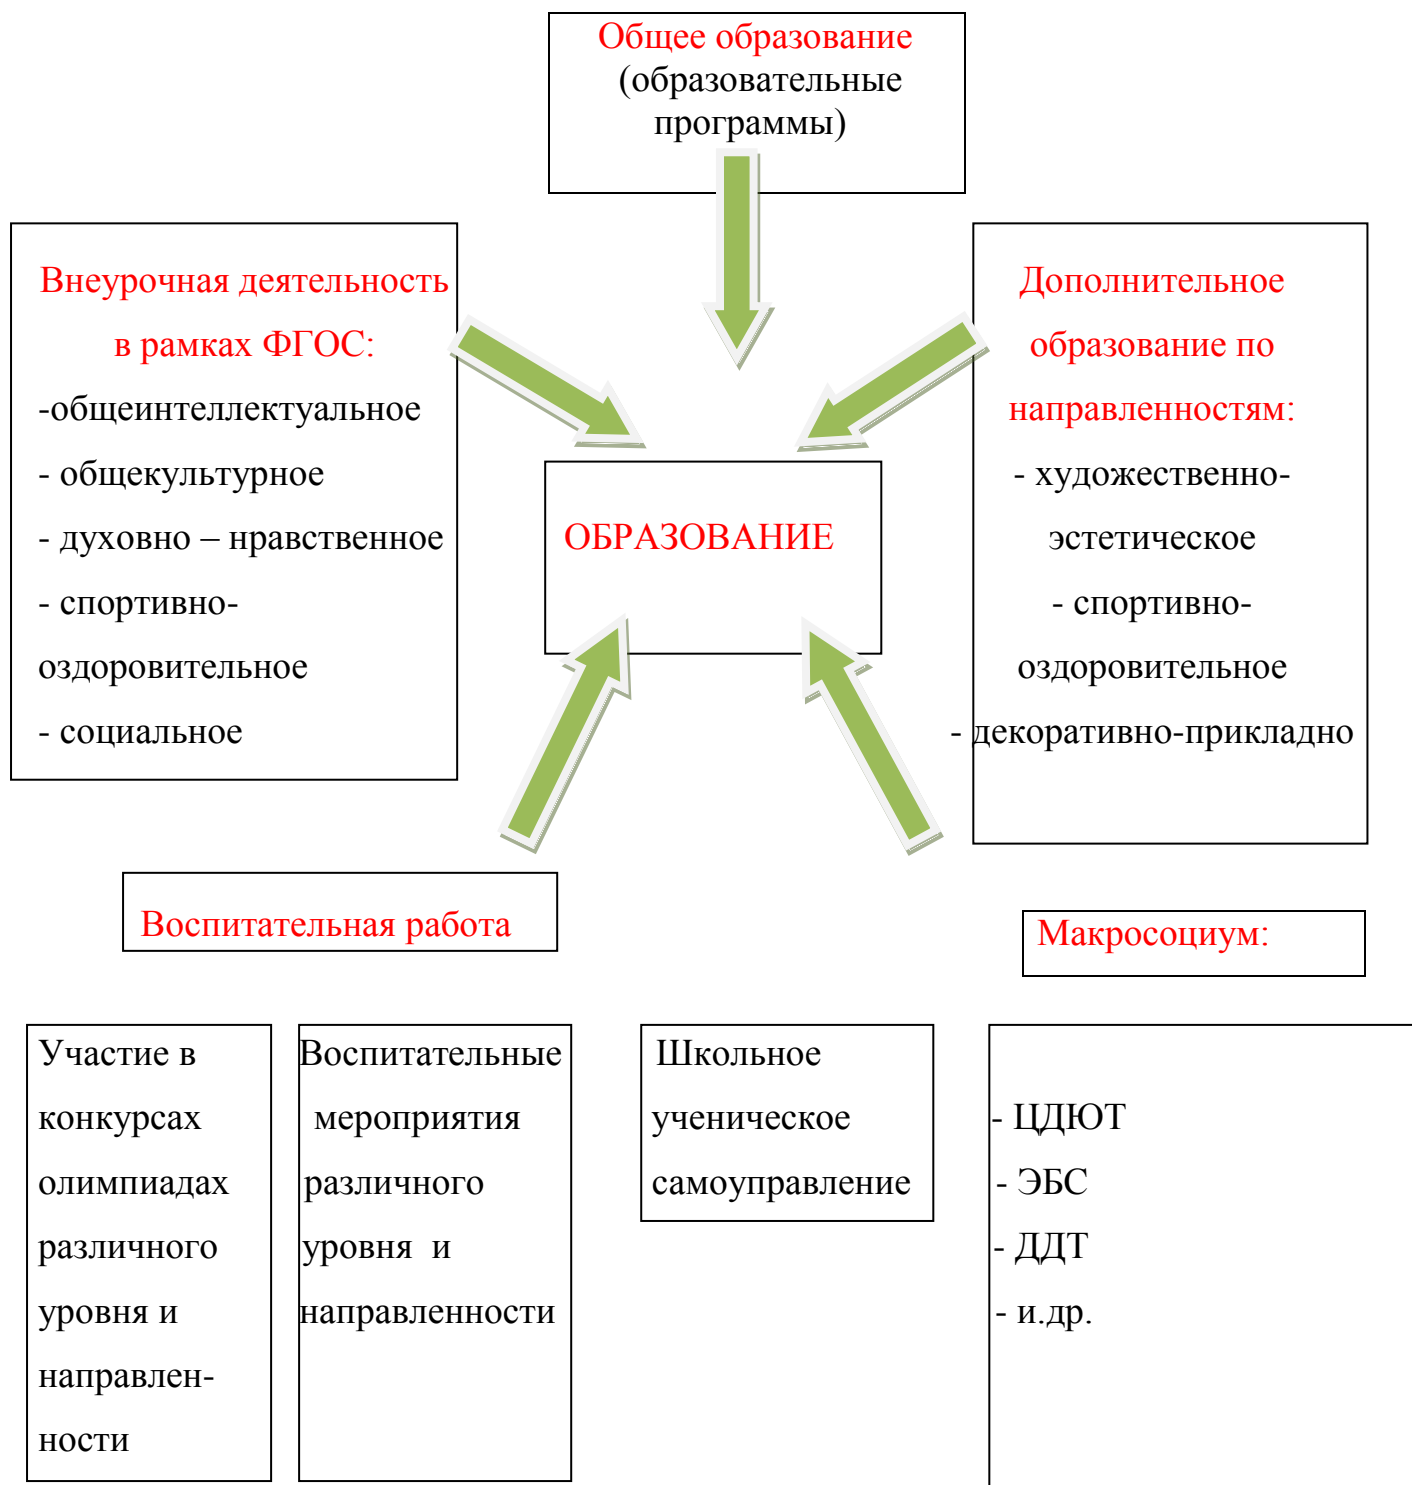 Общее образование
(образовательные
программы)
Внеурочная деятельность
в рамках ФГОС:
-общеинтеллектуальное
- общекультурное
- духовно – нравственное
- спортивно-
оздоровительное
- социальное
Дополнительное
образование по
направленностям:
- художественно-
эстетическое
- спортивно-
оздоровительное
- декоративно-прикладно
ОБРАЗОВАНИЕ
Воспитательная работа
Макросоциум:
Участие в
конкурсах
олимпиадах
различного
уровня и
направлен-
ности
Воспитательные
мероприятия
различного
уровня и
направленности
Школьное
ученическое
самоуправление
- ЦДЮТ
- ЭБС
- ДДТ
- и.др.